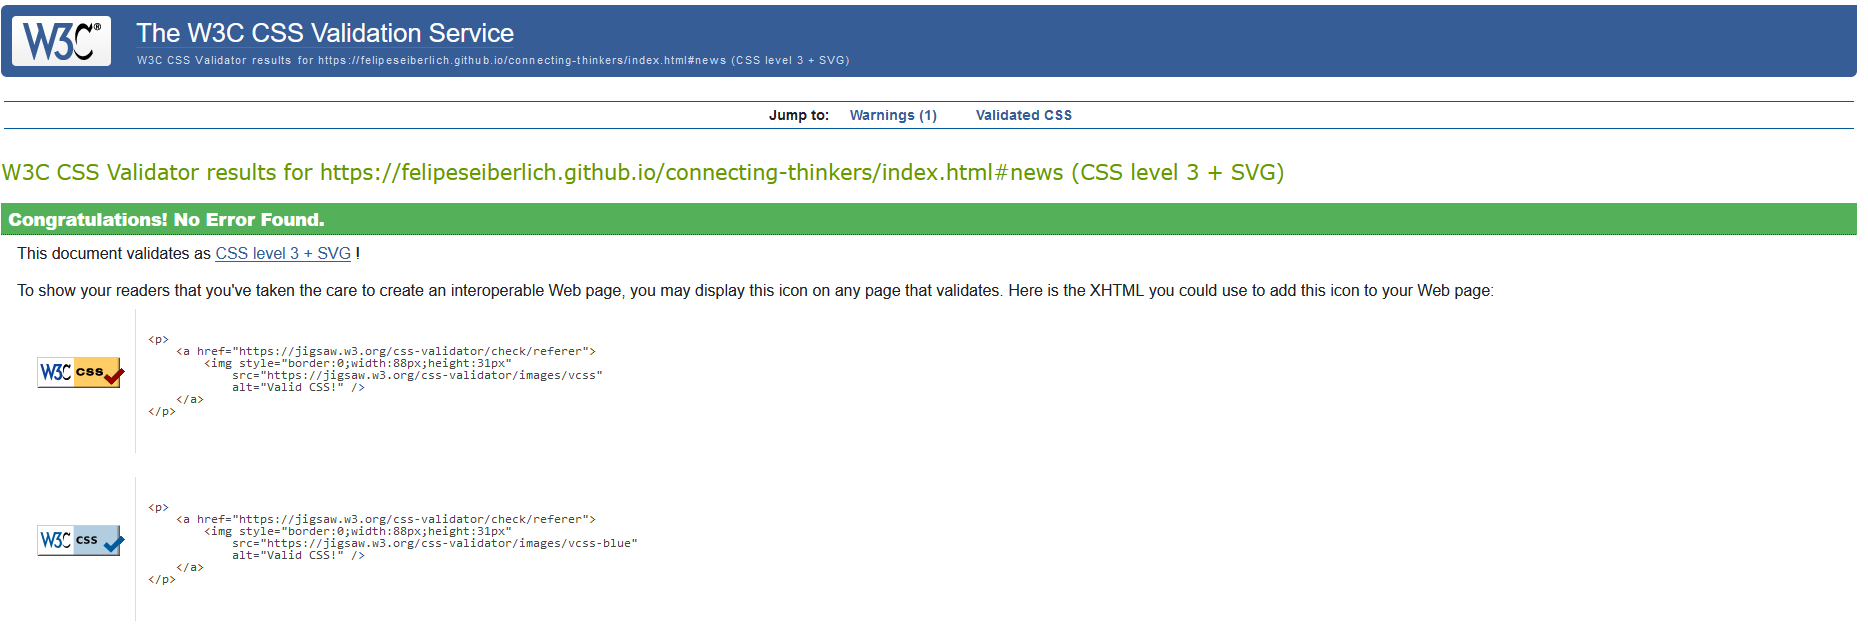 W3C®
The W3C CSS Validation Service
W3C CSS Validator results for https://felipeseiberlich.github.io/connecting-thinkers/index.html#news (CSS level 3 + SVG)
Jump to: Warnings (1) Validated CSS
W3C CSS Validator results for https://felipeseiberlich.github.io/connecting-thinkers/index.html#news (CSS level 3 + SVG)
Congratulations! No Error Found.
This document validates as CSS level 3 + SVG !
To show your readers that you've taken the care to create an interoperable Web page, you may display this icon on any page that validates. Here is the XHTML you could use to add this icon to your Web page:
W3C css
<p>
    <a href="https://jigsaw.w3.org/css-validator/check/referer">
        <img style="border:0;width:88px;height:31px"
            src="https://jigsaw.w3.org/css-validator/images/vcss"
            alt="Valid CSS!" />
    </a>
</p>
W3C css
<p>
    <a href="https://jigsaw.w3.org/css-validator/check/referer">
        <img style="border:0;width:88px;height:31px"
            src="https://jigsaw.w3.org/css-validator/images/vcss-blue"
            alt="Valid CSS!" />
    </a>
</p>